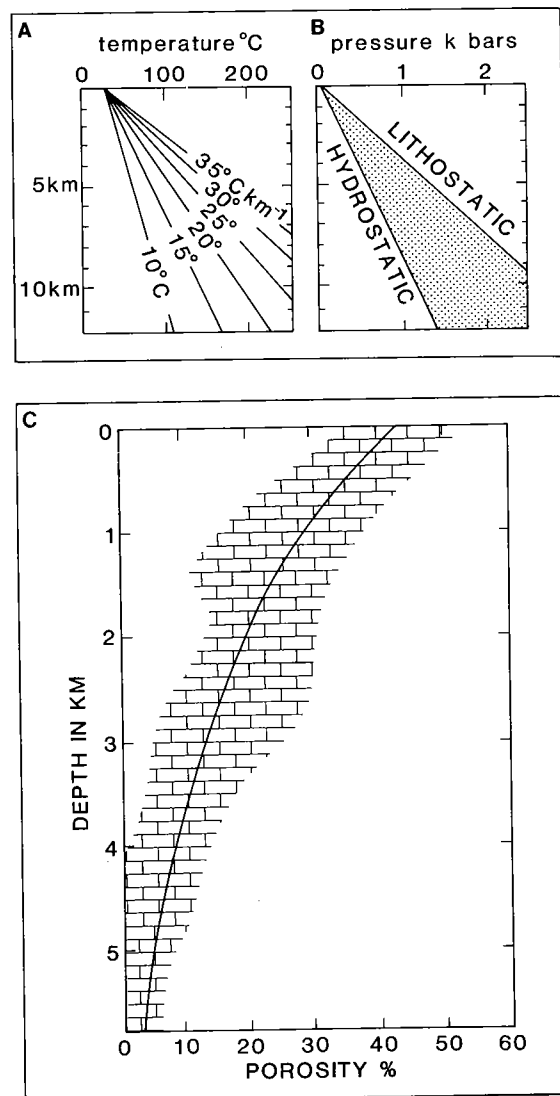 A
temperature °C
0 100 200
5km
10km
35°C km⁻¹
30°
25°
20°
15°
10°C
B
pressure k bars
0 1 2
LITHOSTATIC
HYDROSTATIC
C
0
1
2
3
4
5
DEPTH IN KM
0 10 20 30 40 50 60
POROSITY %